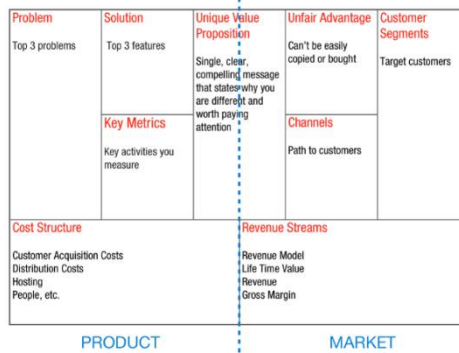 Problem
Top 3 problems
Solution
Top 3 features
Key Metrics
Key activities you
measure
Unique Value
Proposition
Single, clear,
compelling message
that states why you
are different and
worth paying
attention
Unfair Advantage
Can't be easily
copied or bought
Channels
Path to customers
Customer
Segments
Target customers
Cost Structure
Customer Acquisition Costs
Distribution Costs
Hosting
People, etc.
Revenue Streams
Revenue Model
Life Time Value
Revenue
Gross Margin
PRODUCT
MARKET